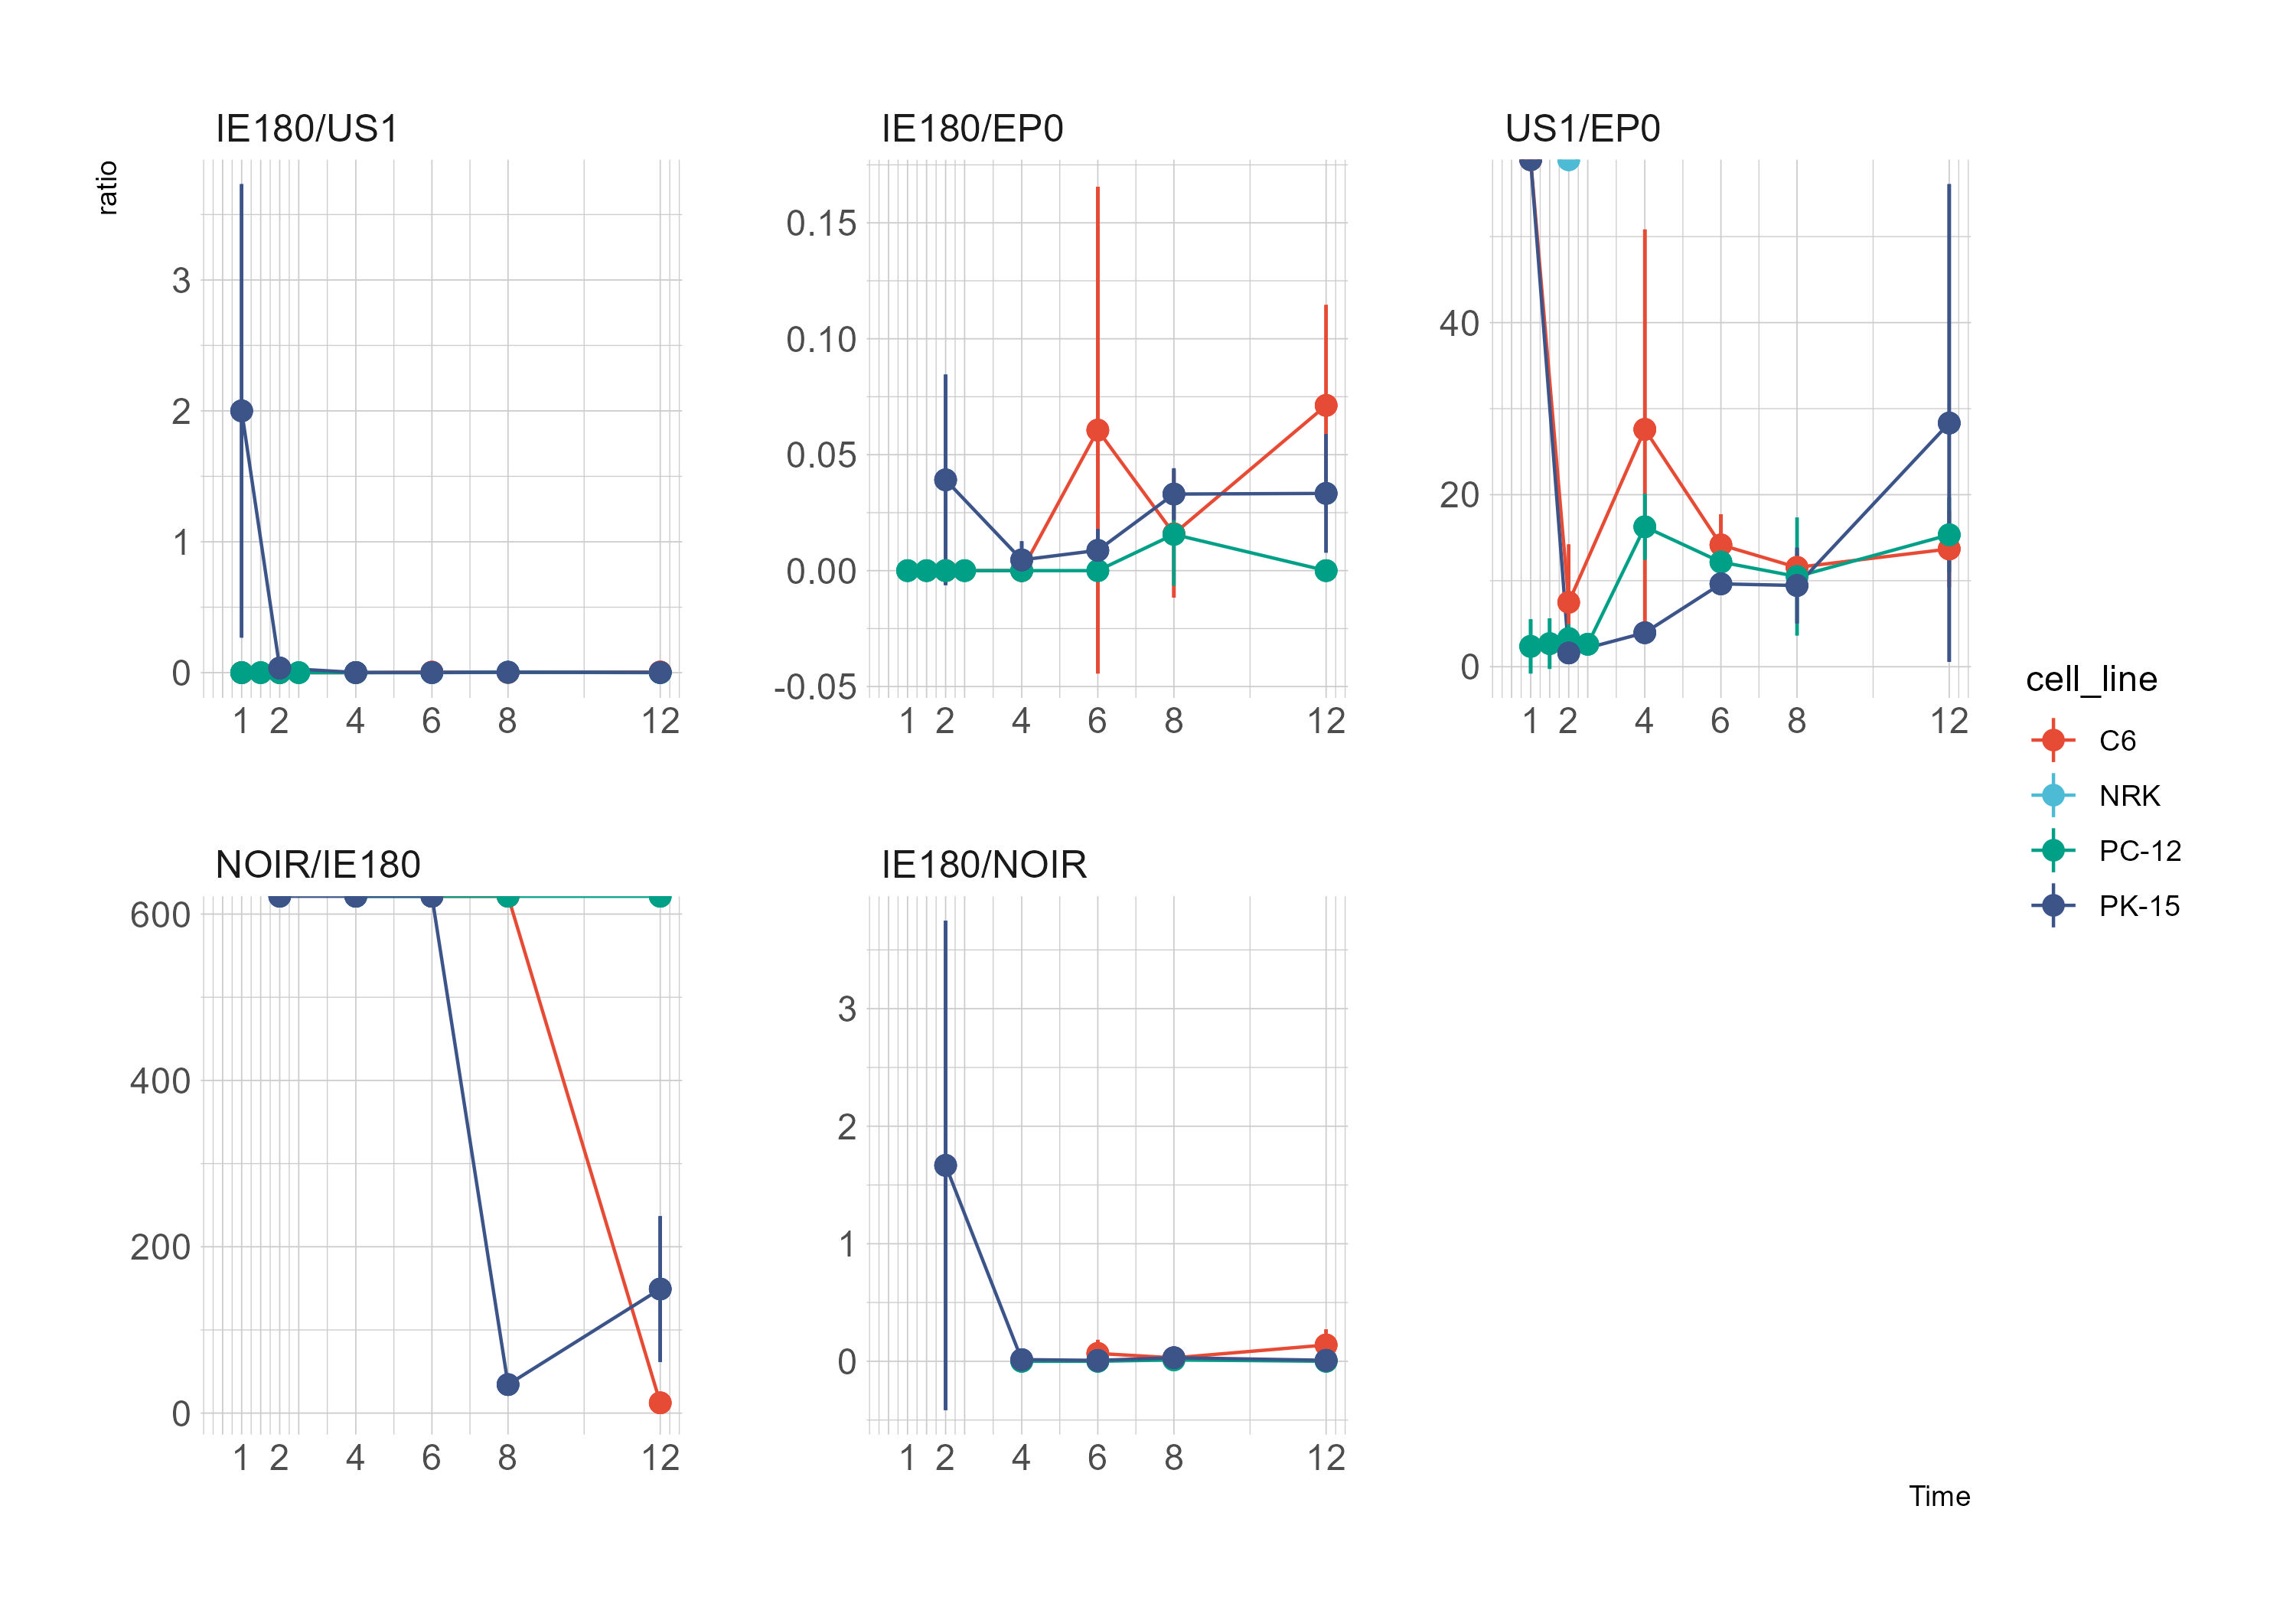 IE180/US1
IE180/EP0
US1/EP0
ratio
3
2
1
0
1 2 4 6 8 12
0.15
0.10
0.05
0.00
-0.05
1 2 4 6 8 12
40
20
0
1 2 4 6 8 12
cell_line
C6
NRK
PC-12
PK-15
NOIR/IE180
IE180/NOIR
600
400
200
0
1 2 4 6 8 12
3
2
1
0
1 2 4 6 8 12
Time